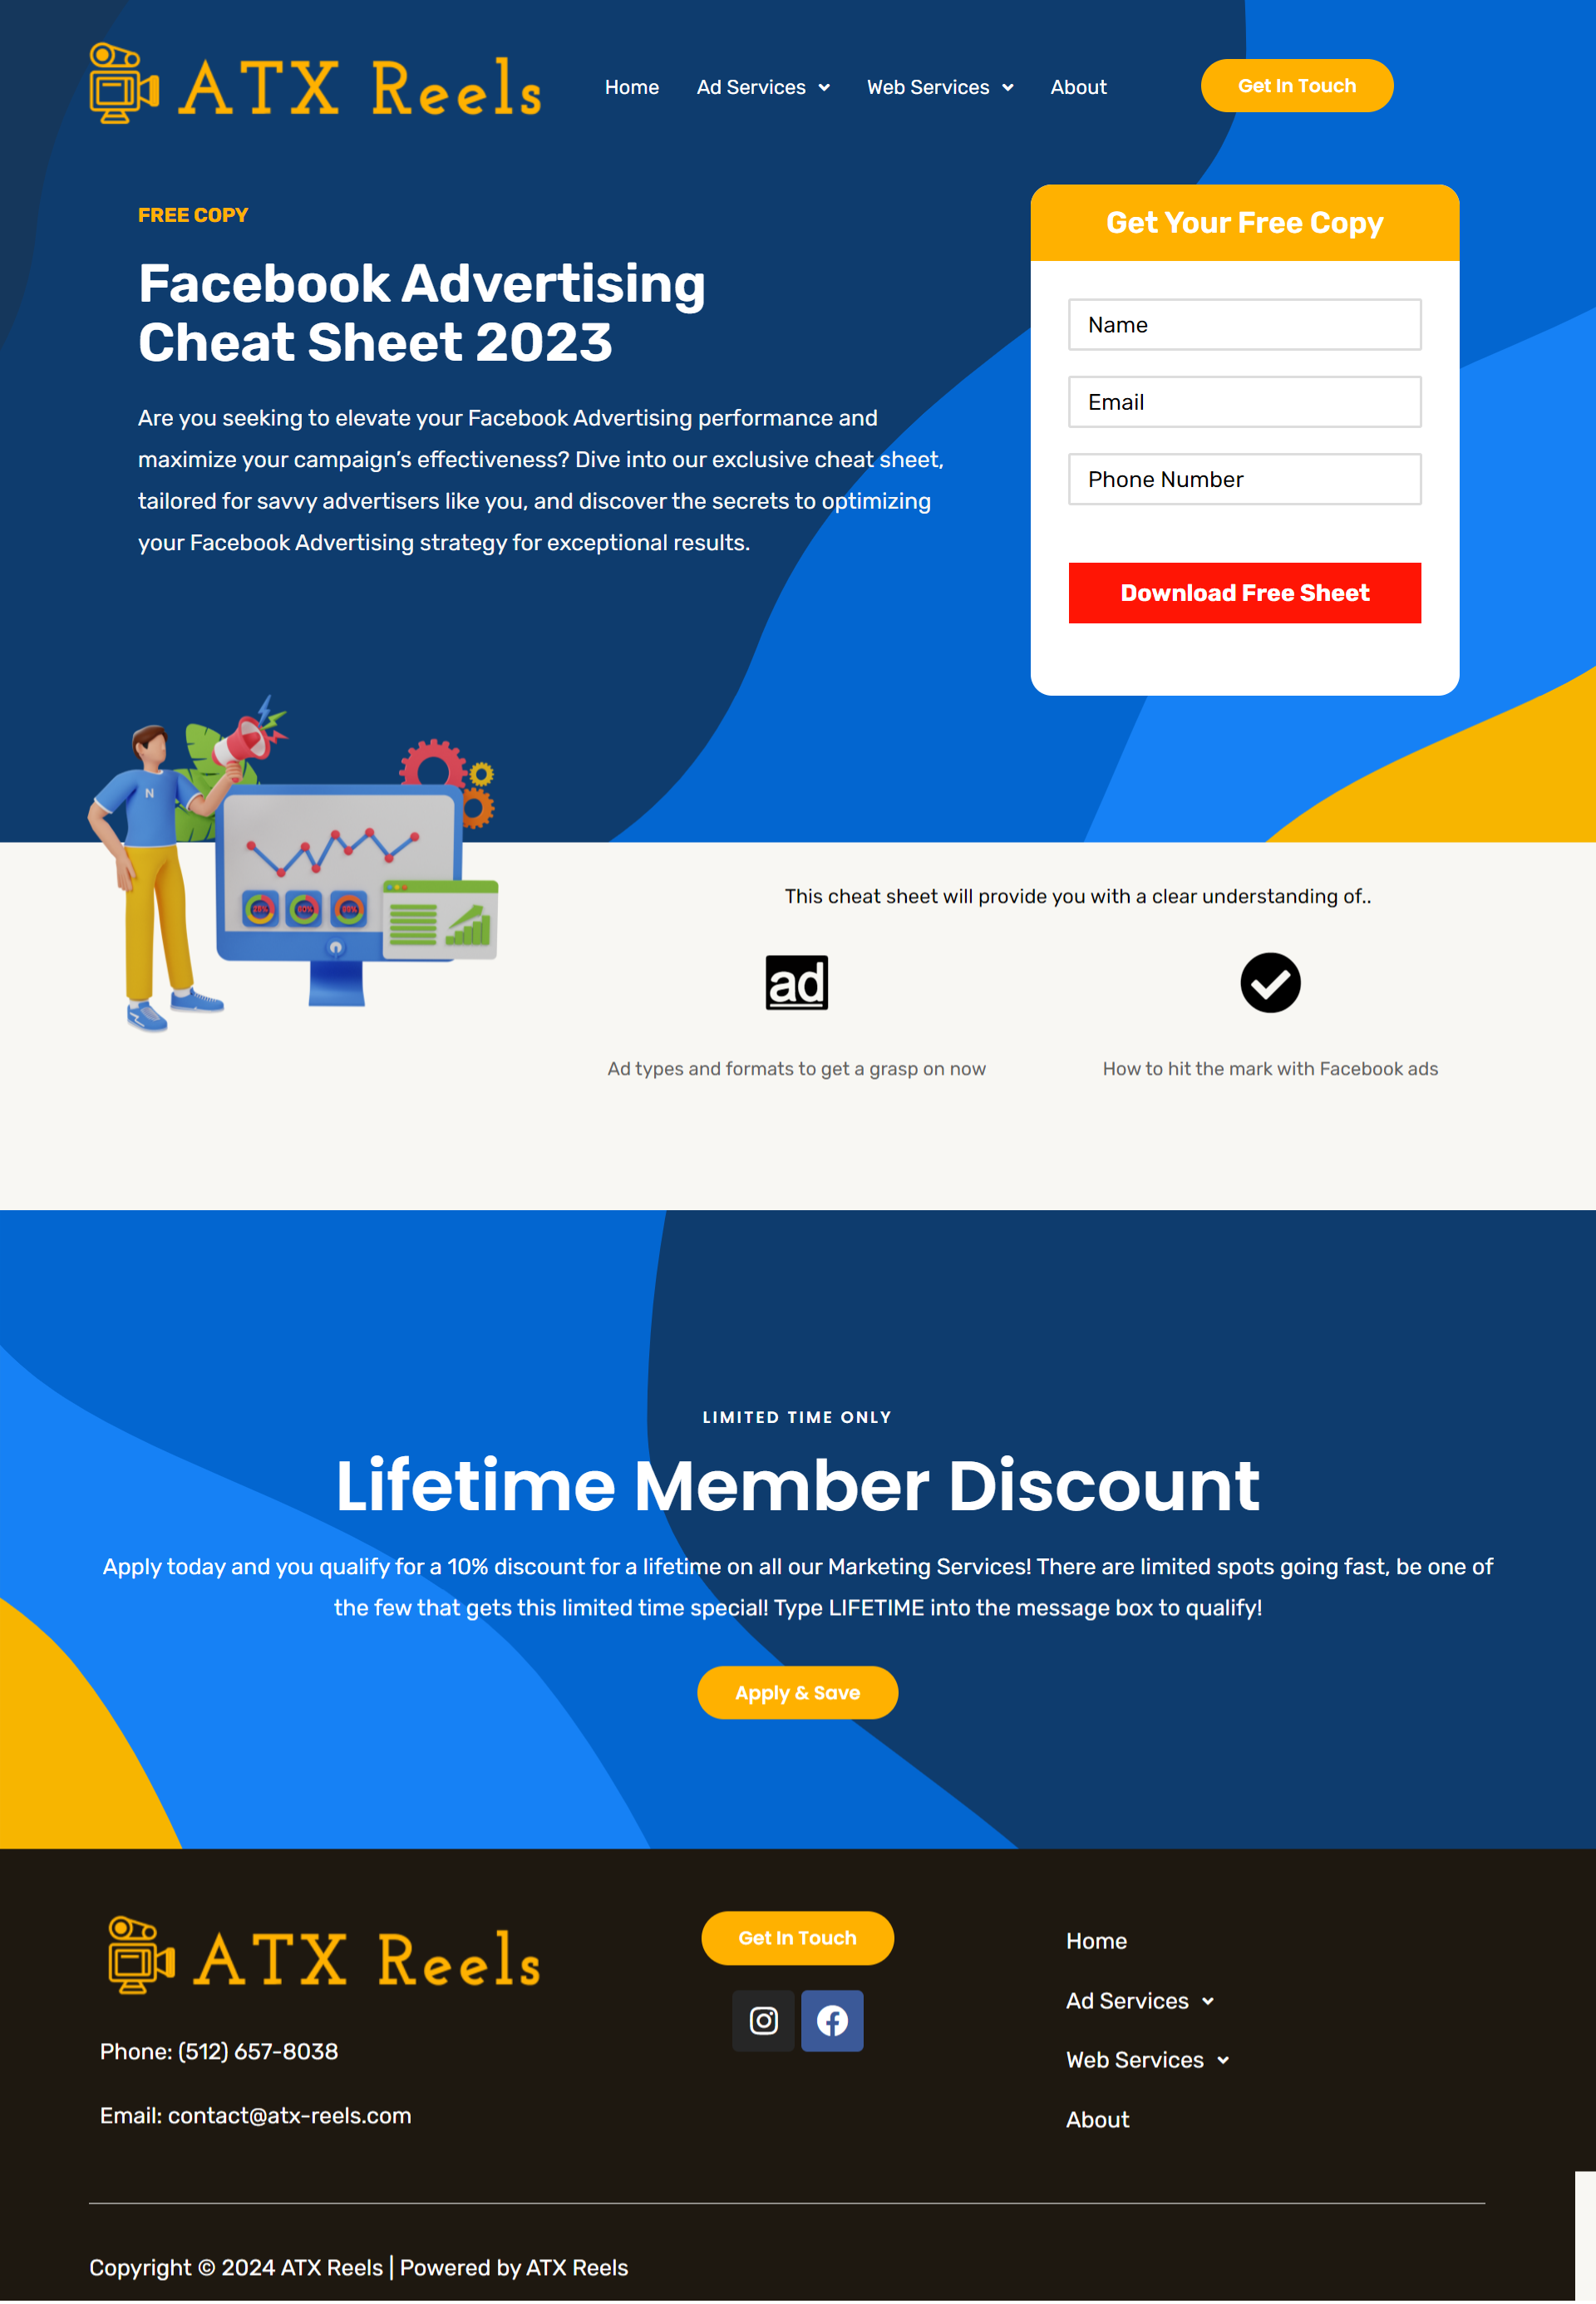 ATX Reels
Home
Ad Services
Web Services
About
Get In Touch
FREE COPY
Facebook Advertising
Cheat Sheet 2023
Are you seeking to elevate your Facebook Advertising performance and
maximize your campaign's effectiveness? Dive into our exclusive cheat sheet,
tailored for savvy advertisers like you, and discover the secrets to optimizing
your Facebook Advertising strategy for exceptional results.
Get Your Free Copy
Name
Email
Phone Number
Download Free Sheet
N
This cheat sheet will provide you with a clear understanding of..
ad
Ad types and formats to get a grasp on now
How to hit the mark with Facebook ads
LIMITED TIME ONLY
Lifetime Member Discount
Apply today and you qualify for a 10% discount for a lifetime on all our Marketing Services! There are limited spots going fast, be one of
the few that gets this limited time special! Type LIFETIME into the message box to qualify!
Apply & Save
ATX Reels
Phone: (512) 657-8038
Email: contact@atx-reels.com
Get In Touch
Home
Ad Services
Web Services
About
Copyright © 2024 ATX Reels | Powered by ATX Reels